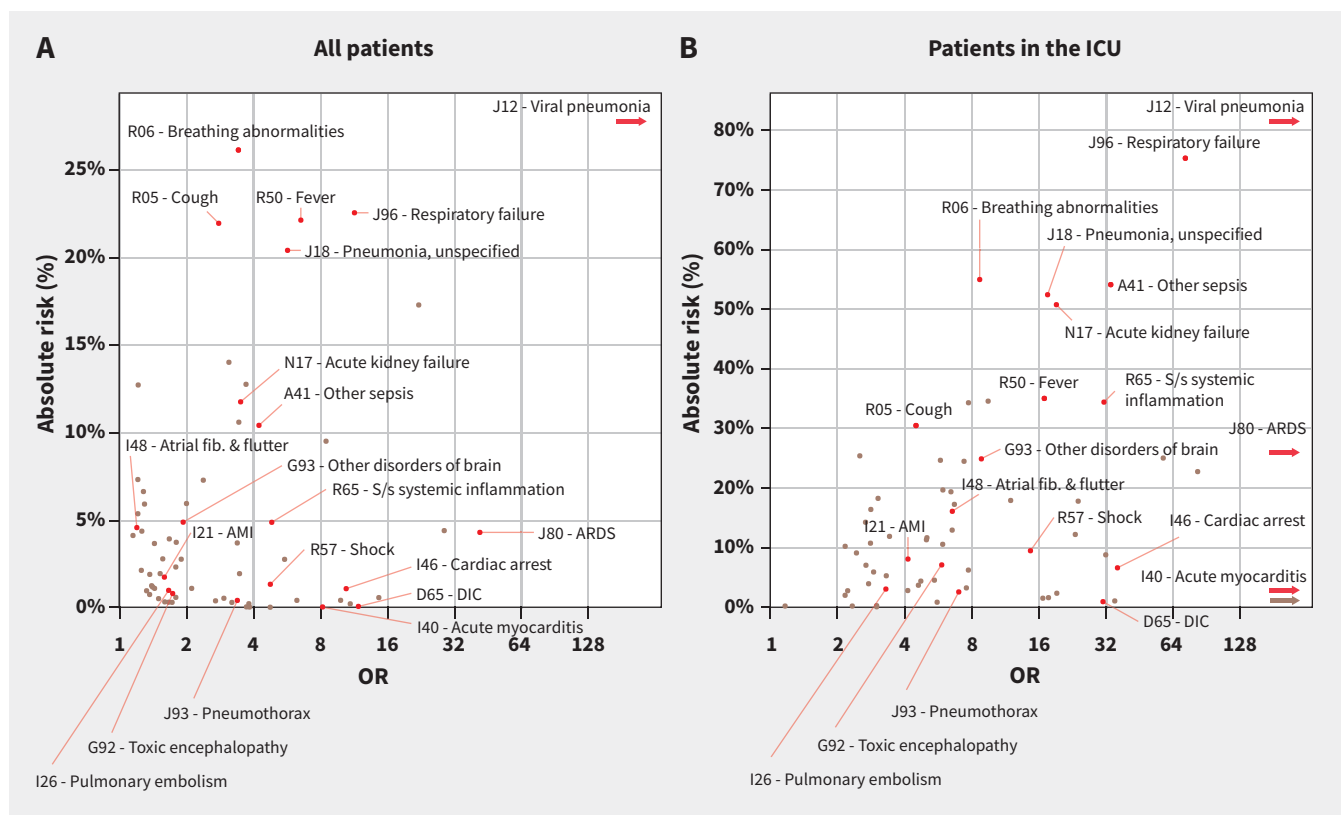 A
All patients
J12 - Viral pneumonia
R06 - Breathing abnormalities
25%
R05 - Cough
R50 - Fever
J96 - Respiratory failure
J18 - Pneumonia, unspecified
20%
Absolute risk (%)
15%
N17 - Acute kidney failure
A41 - Other sepsis
10%
I48 - Atrial fib. & flutter
G93 - Other disorders of brain
R65 - S/s systemic inflammation
5%
I21 - AMI
J80 - ARDS
R57 - Shock
I46 - Cardiac arrest
D65 - DIC
0%
I40 - Acute myocarditis
1 2 4 8 16 32 64 128
OR
J93 - Pneumothorax
G92 - Toxic encephalopathy
I26 - Pulmonary embolism
B
Patients in the ICU
J12 - Viral pneumonia
80%
J96 - Respiratory failure
70%
R06 - Breathing abnormalities
J18 - Pneumonia, unspecified
60%
A41 - Other sepsis
50%
N17 - Acute kidney failure
Absolute risk (%)
40%
R50 - Fever
R65 - S/s systemic
inflammation
R05 - Cough
30%
J80 - ARDS
G93 - Other disorders of brain
20%
I48 - Atrial fib. & flutter
R57 - Shock
I46 - Cardiac arrest
I21 - AMI
10%
I40 - Acute myocarditis
0%
D65 - DIC
1 2 4 8 16 32 64 128
OR
J93 - Pneumothorax
G92 - Toxic encephalopathy
I26 - Pulmonary embolism